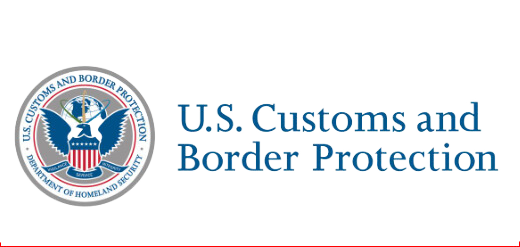 U.S. CUSTOMS AND BORDER PROTECTION
DEPARTMENT OF HOMELAND SECURITY
U.S. Customs and
Border Protection